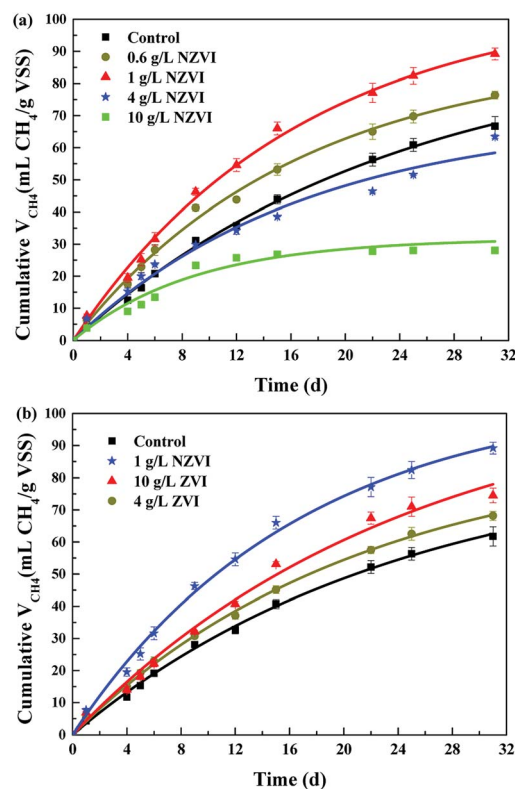 (a)
100
90
80
70
60
50
40
30
20
10
0
Cumulative V_CH4 (mL CH4/g VSS)
Control
0.6 g/L NZVI
1 g/L NZVI
4 g/L NZVI
10 g/L NZVI
0 4 8 12 16 20 24 28 32
Time (d)
(b)
100
90
80
70
60
50
40
30
20
10
0
Cumulative V_CH4 (mL CH4/g VSS)
Control
1 g/L NZVI
10 g/L ZVI
4 g/L ZVI
0 4 8 12 16 20 24 28 32
Time (d)